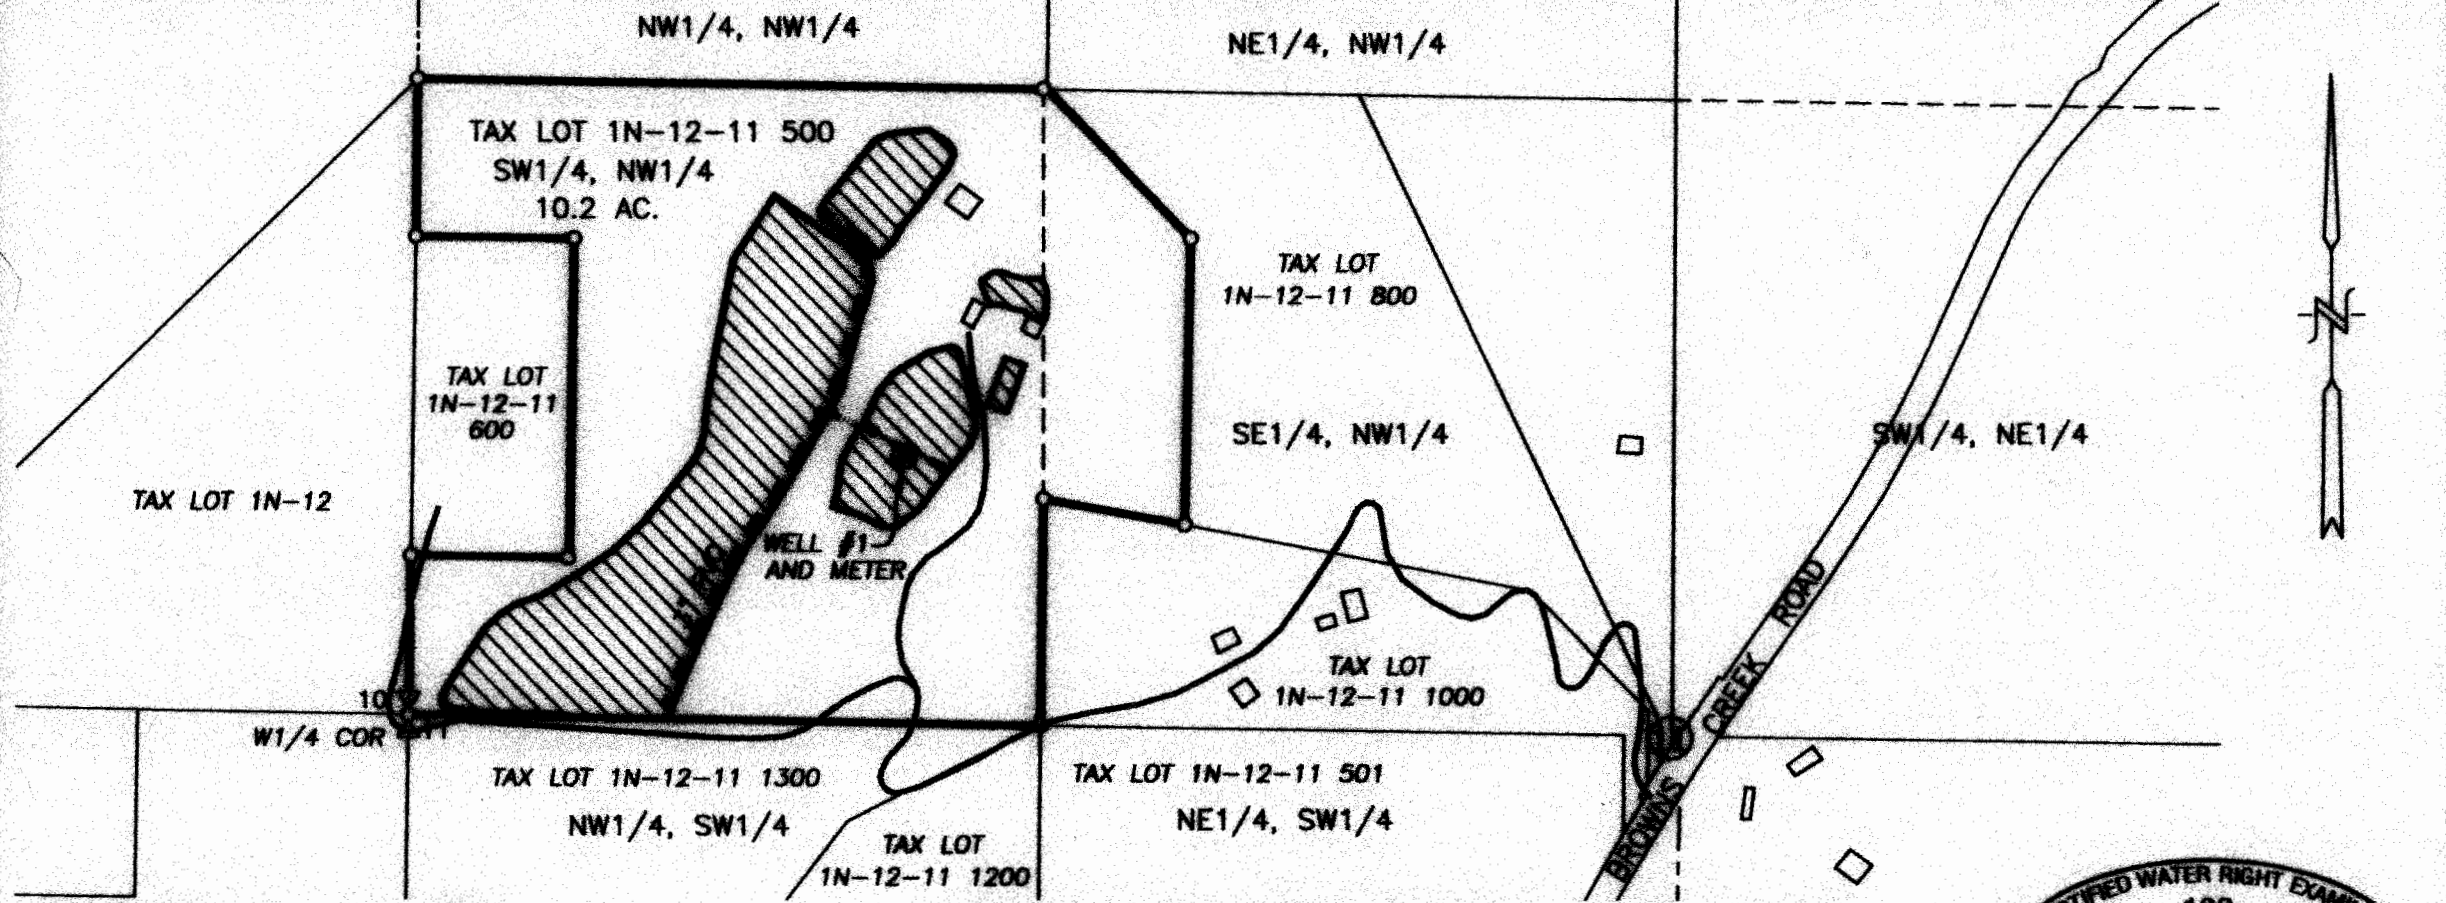 NW1/4, NW1/4
NE1/4, NW1/4
TAX LOT 1N-12-11 500
SW1/4, NW1/4
10.2 AC.
TAX LOT
1N-12-11 800
N
TAX LOT
1N-12-11
600
SE1/4, NW1/4
SW1/4, NE1/4
TAX LOT 1N-12
WELL #1
AND METER
TAX LOT
1N-12-11 1000
BROWNS CREEK ROAD
W1/4 COR
TAX LOT 1N-12-11 1300
NW1/4, SW1/4
TAX LOT 1N-12-11 501
NE1/4, SW1/4
TAX LOT
1N-12-11 1200
WATER RIGHT